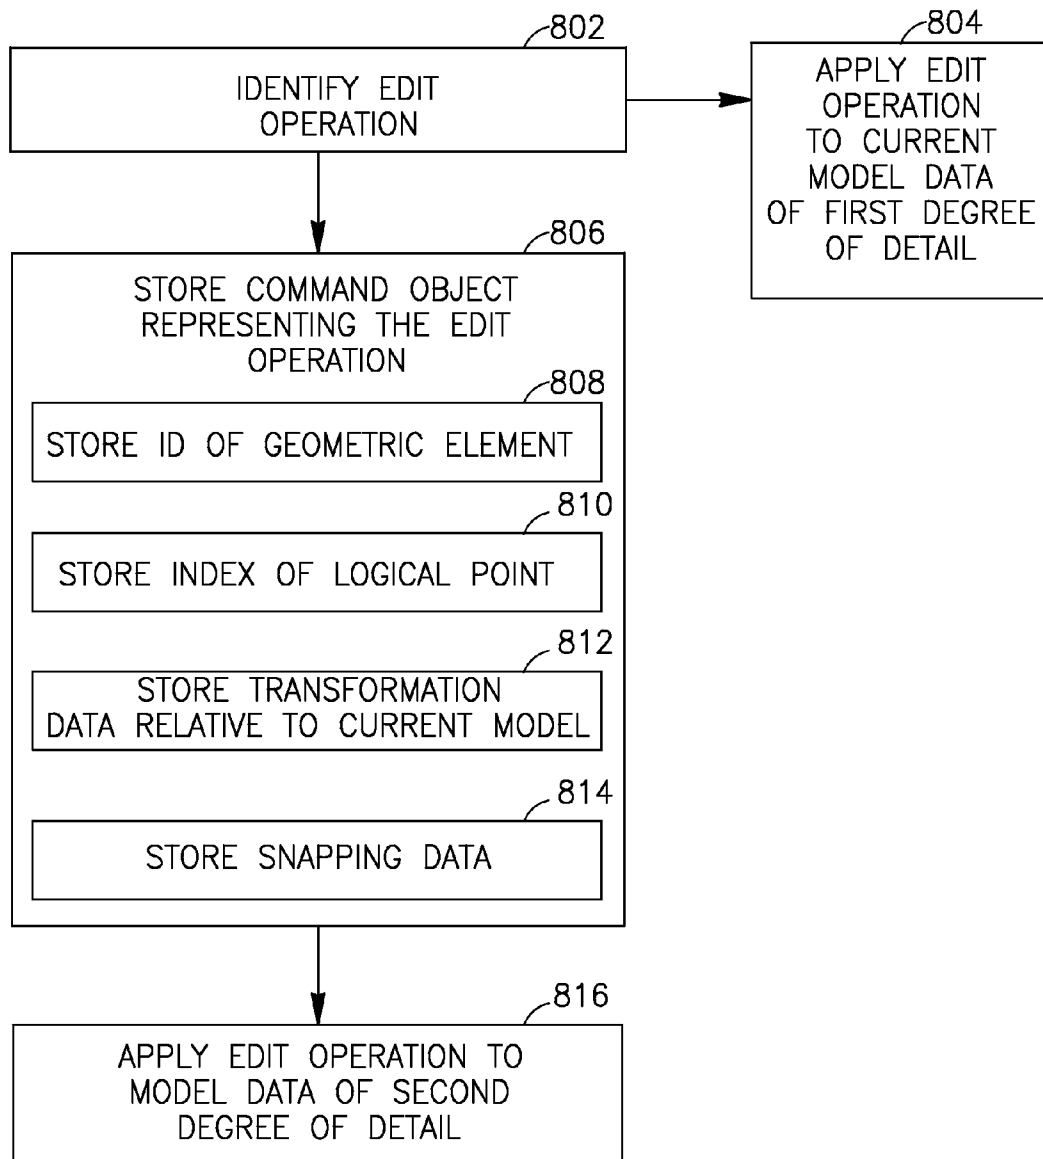 802
IDENTIFY EDIT
OPERATION
804
APPLY EDIT
OPERATION
TO CURRENT
MODEL DATA
OF FIRST DEGREE
OF DETAIL
806
STORE COMMAND OBJECT
REPRESENTING THE EDIT
OPERATION
808
STORE ID OF GEOMETRIC ELEMENT
810
STORE INDEX OF LOGICAL POINT
812
STORE TRANSFORMATION
DATA RELATIVE TO CURRENT MODEL
814
STORE SNAPPING DATA
816
APPLY EDIT OPERATION TO
MODEL DATA OF SECOND
DEGREE OF DETAIL